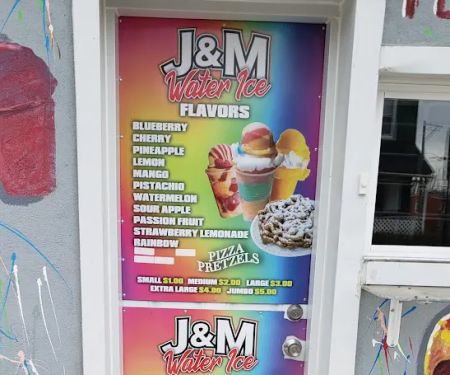 J&M
Water Ice
FLAVORS
BLUEBERRY
CHERRY
PINEAPPLE
LEMON
MANGO
PISTACHIO
WATERMELON
SOUR APPLE
PASSION FRUIT
STRAWBERRY LEMONADE
RAINBOW
PIZZA
PRETZELS
SMALL $1.00 MEDIUM $2.00 LARGE $3.00
EXTRA LARGE $4.00 JUMBO $5.00
J&M
Water Ice